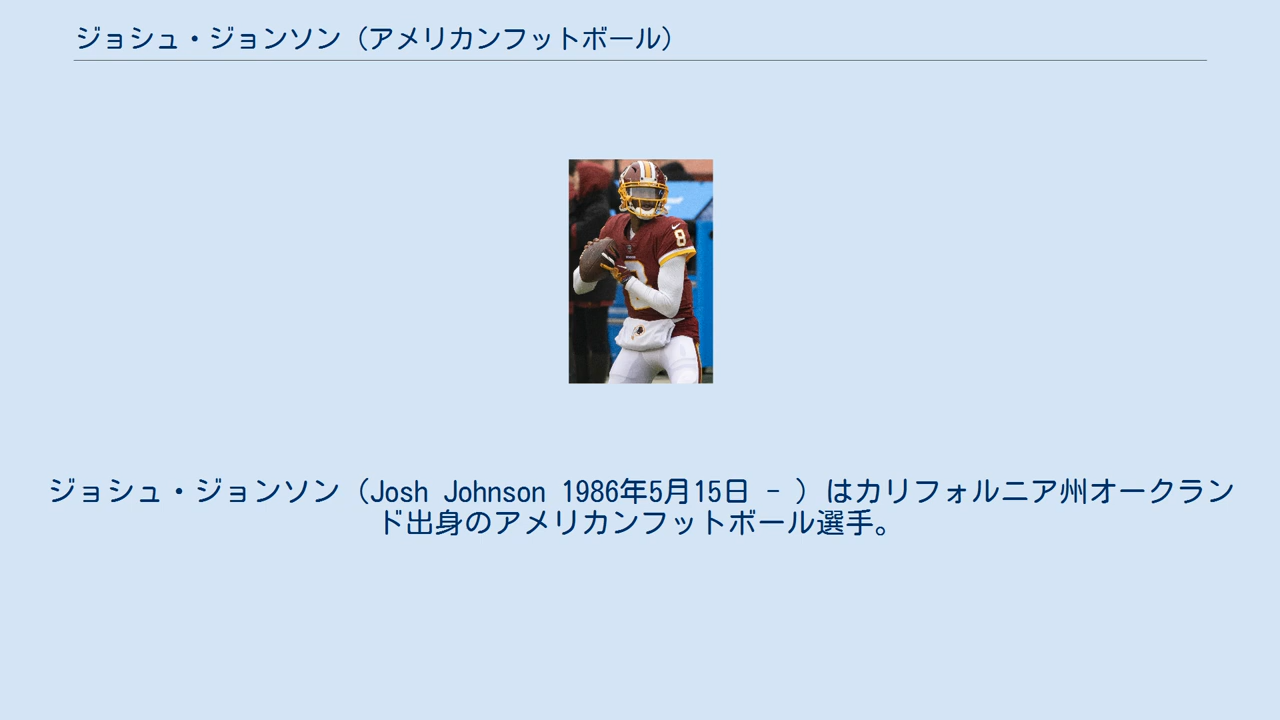 ジョシュ・ジョンソン（アメリカンフットボール）
8
8
ジョシュ・ジョンソン（Josh Johnson 1986年5月15日 - ）はカリフォルニア州オークラン
ド出身のアメリカンフットボール選手。